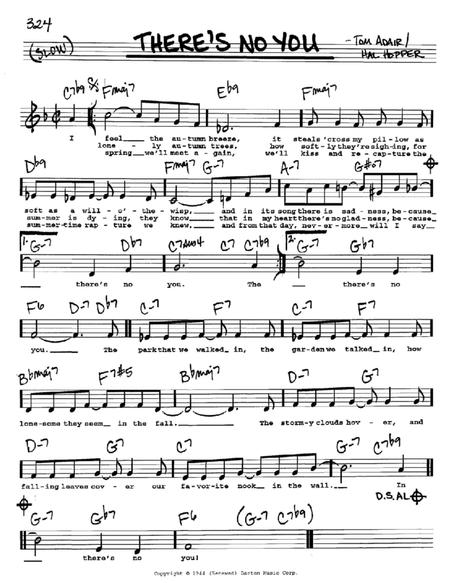 324
(SLOW) THERE'S NO YOU -TOM ADAIR/
HAL HOPPER
C7b9 Fmaj7 Eb9 Fmaj7
I feel the au-tumn breeze, it steals 'cross my pil-low as
lone-ly au-tumn trees, how soft-ly they're sigh-ing, for
spring we'll meet a-gain, we'll kiss and re-cap-ture the
Db9 Fmaj7 G-7 A-7 G#o7
soft as a will-o'-the-wisp, and in its song there is sad-ness, be-cause
sum-mer is dy-ing, they know that in my heart there's no glad-ness, be-cause
sum-mer-time rap-ture we knew, and from that day, nev-er-more will I say
1. G-7 Db7 C7sus4 C7 C7b9 2. G-7 Gb7
there's no you. The there's no
F6 D-7 Db7 C-7 F7 C-7 F7
you. The park that we walked in, the gar-den we talked in, how
Bbmaj7 F7#5 Bbmaj7 D-7 G7
lone-some they seem in the fall. The storm-y clouds hov-er, and
D-7 G7 C7 G-7 C7b9
fall-ing leaves cov-er our fa-vor-ite nook in the wall. In
D.S. AL
G-7 Gb7 F6 (G-7 C7b9)
there's no you!
Copyright © 1944 (Renewed) Barton Music Corp.